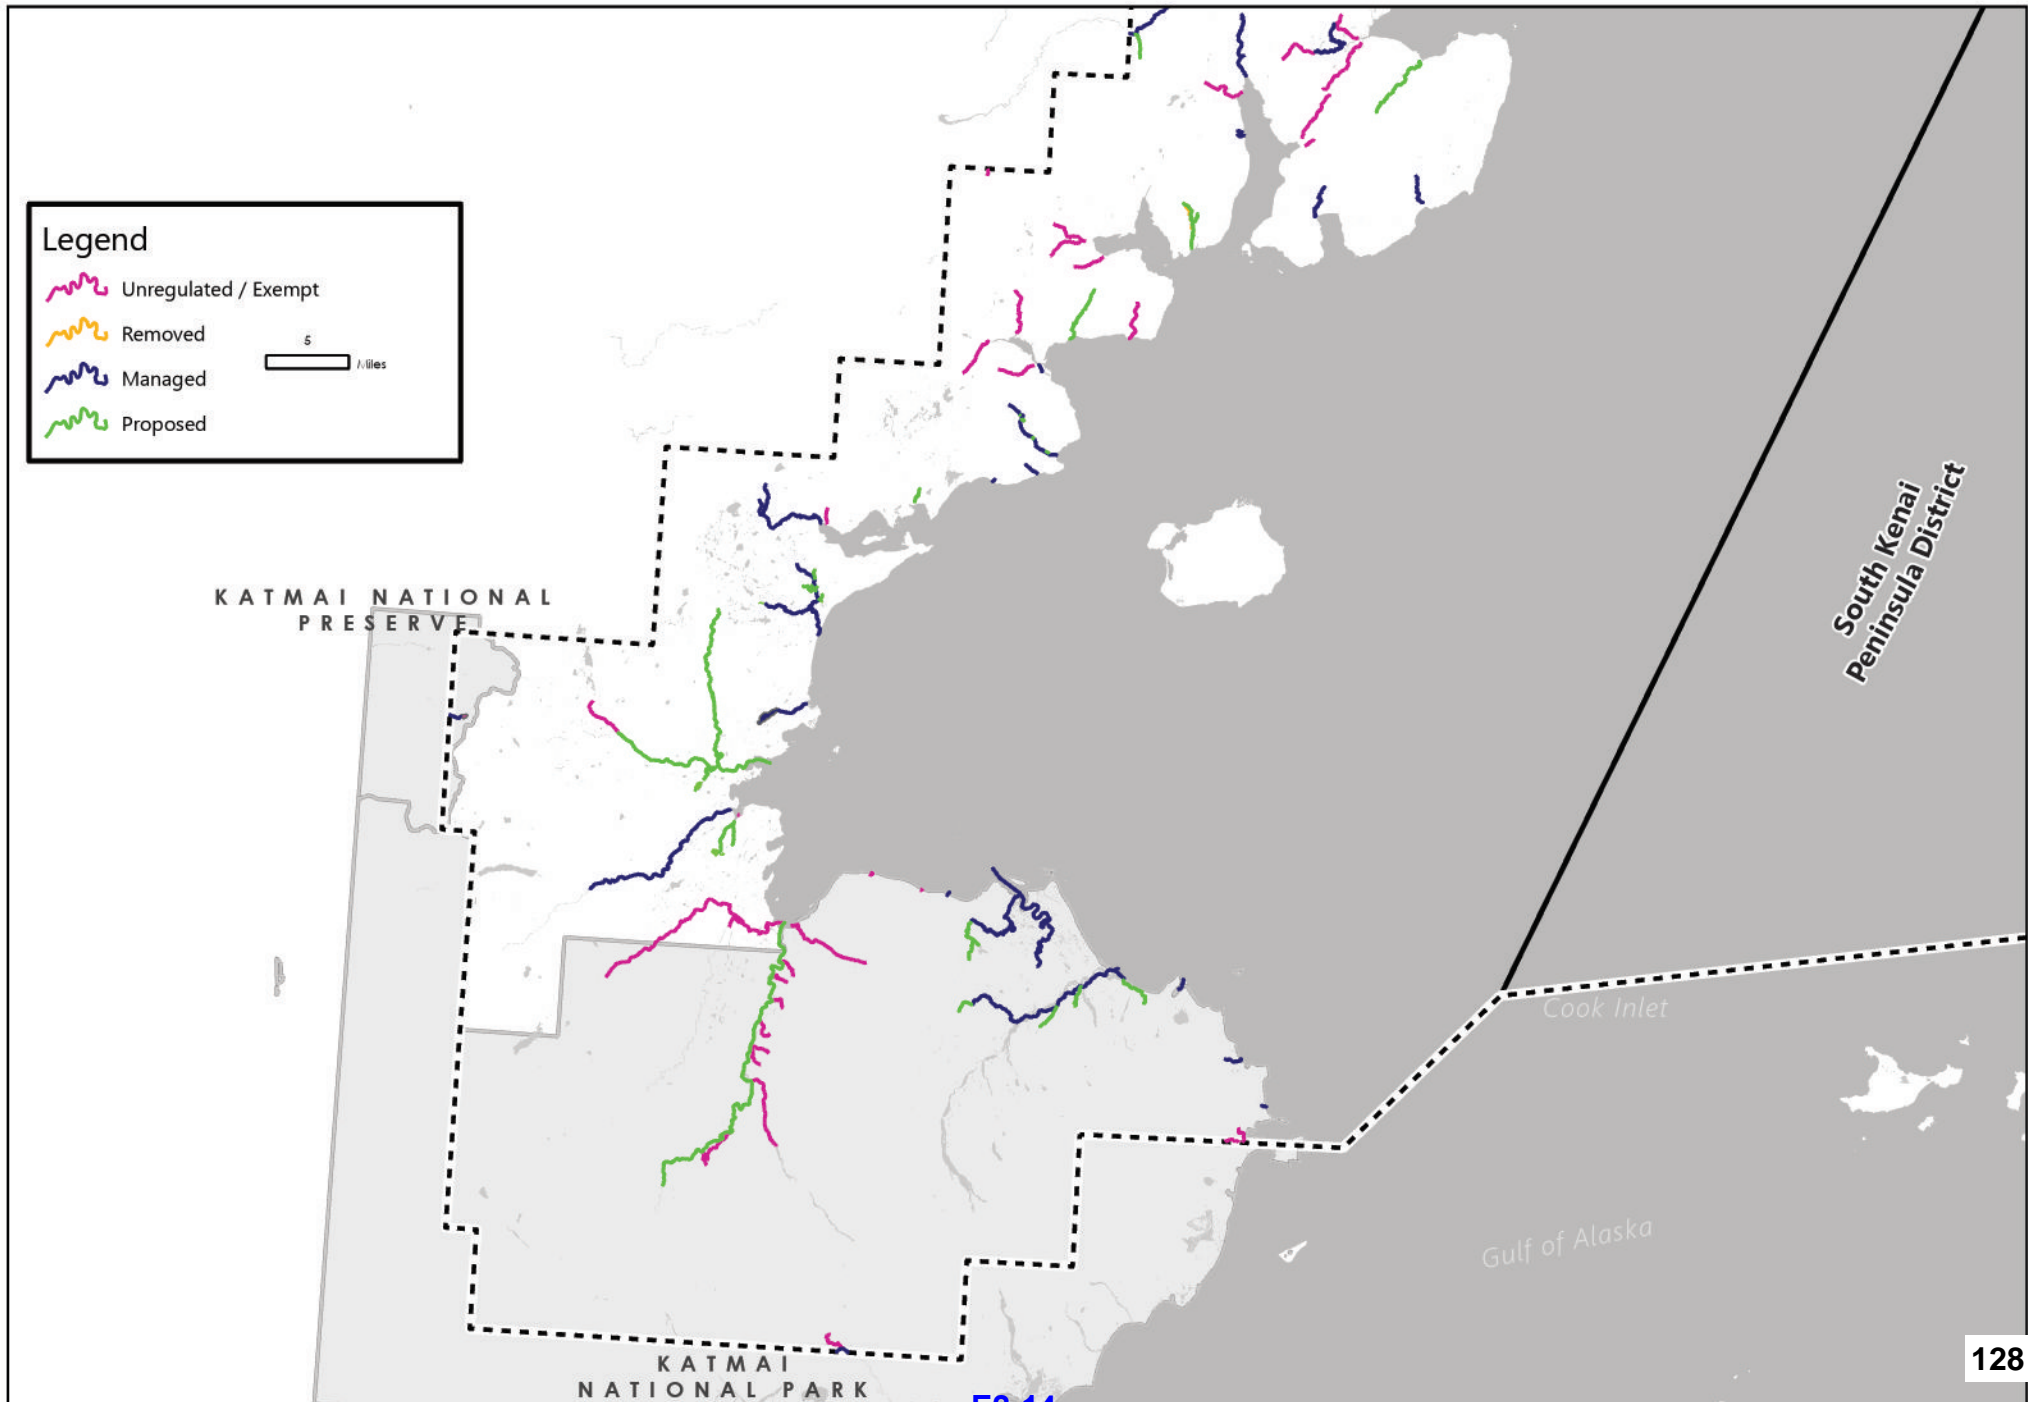 Legend
Unregulated / Exempt
Removed
5
Miles
Managed
Proposed
KATMAI NATIONAL
PRESERVE
South Kenai
Peninsula District
Cook Inlet
Gulf of Alaska
KATMAI
NATIONAL PARK
128